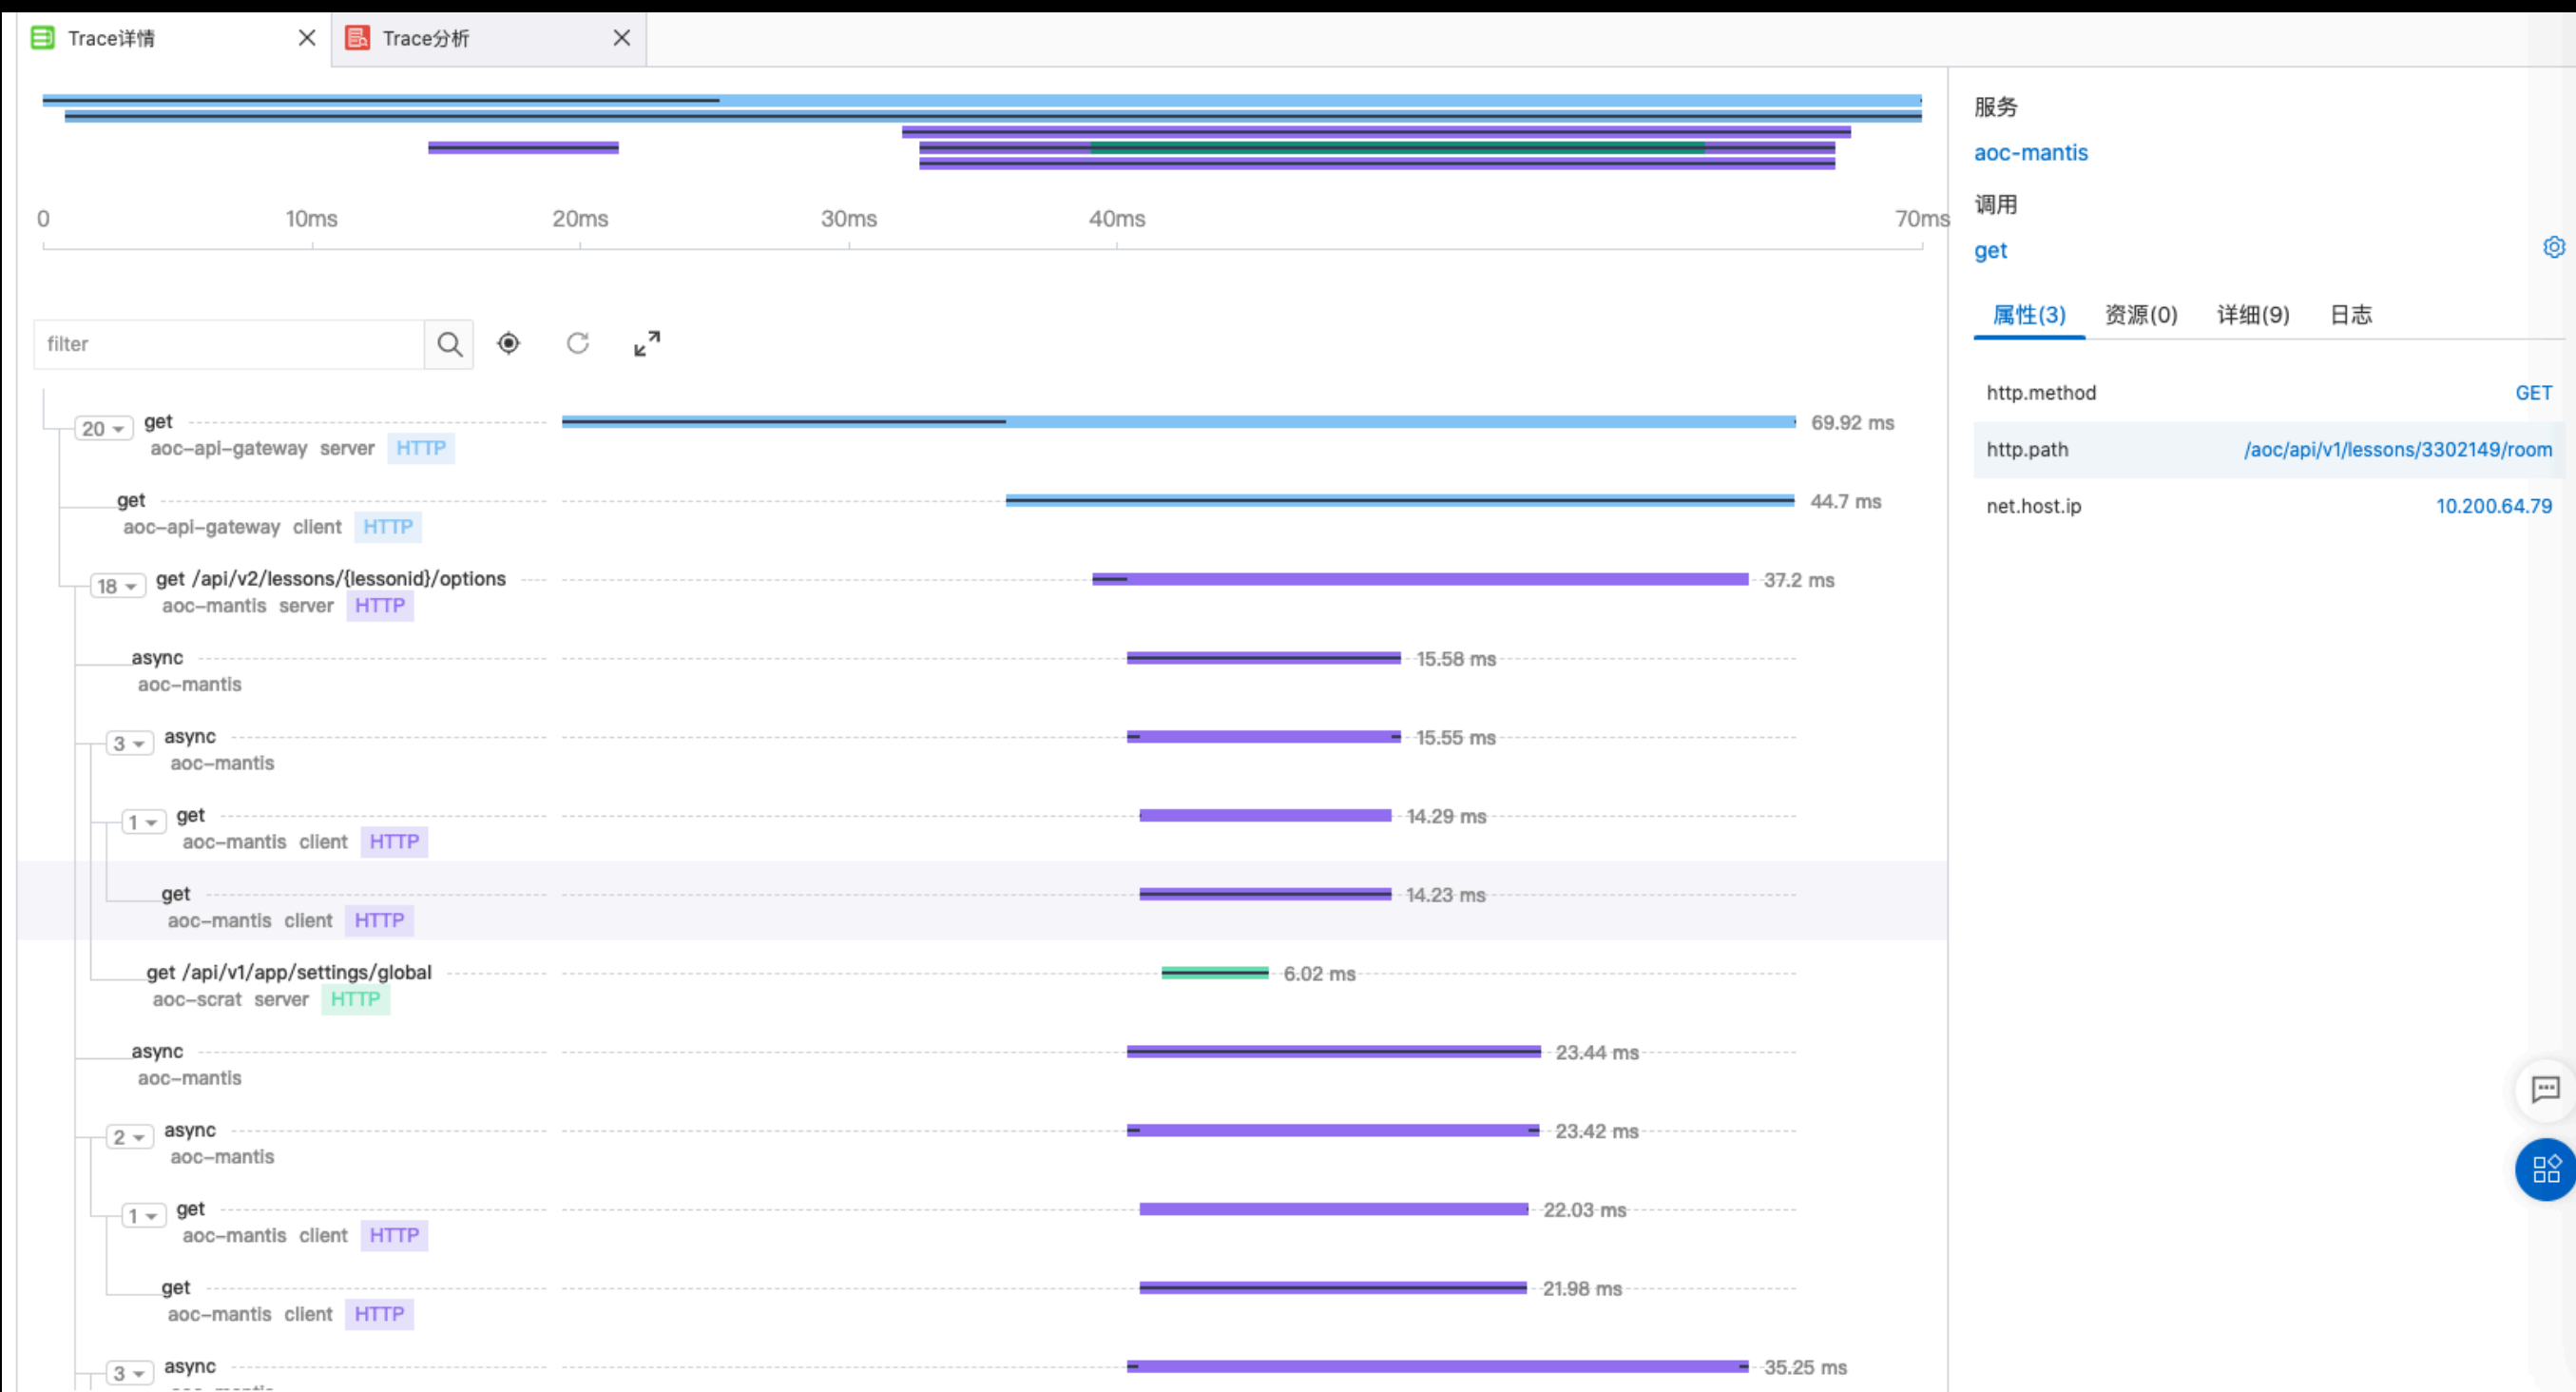 Trace详情
Trace分析
0 10ms 20ms 30ms 40ms 70ms
filter
20 get 69.92 ms
aoc-api-gateway server HTTP
get 44.7 ms
aoc-api-gateway client HTTP
18 get /api/v2/lessons/{lessonid}/options 37.2 ms
aoc-mantis server HTTP
async 15.58 ms
aoc-mantis
3 async 15.55 ms
aoc-mantis
1 get 14.29 ms
aoc-mantis client HTTP
get 14.23 ms
aoc-mantis client HTTP
get /api/v1/app/settings/global 6.02 ms
aoc-scrat server HTTP
async 23.44 ms
aoc-mantis
2 async 23.42 ms
aoc-mantis
1 get 22.03 ms
aoc-mantis client HTTP
get 21.98 ms
aoc-mantis client HTTP
3 async 35.25 ms
服务
aoc-mantis
调用
get
属性(3) 资源(0) 详细(9) 日志
http.method GET
http.path /aoc/api/v1/lessons/3302149/room
net.host.ip 10.200.64.79